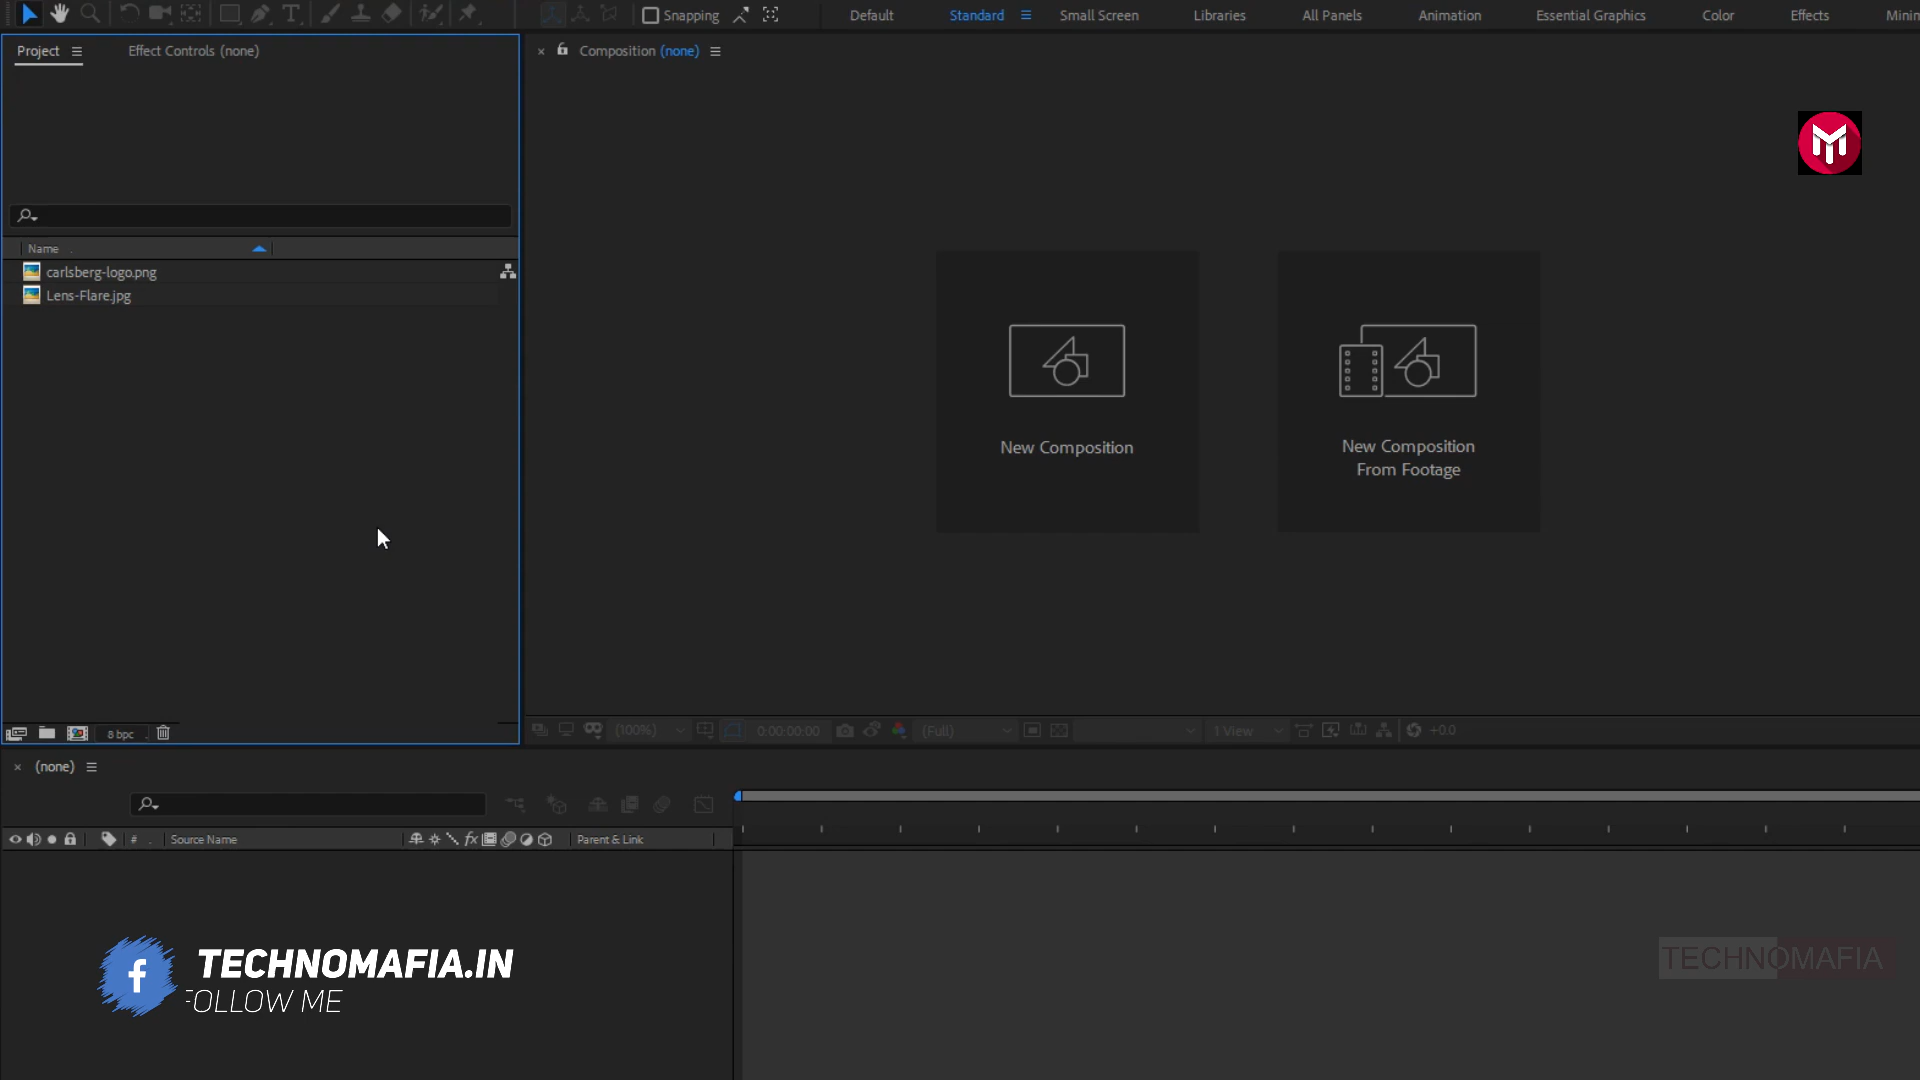 Snapping
Default
Standard
Small Screen
Libraries
All Panels
Animation
Essential Graphics
Color
Effects
Project
Effect Controls (none)
Composition (none)
Name
carlsberg-logo.png
Lens-Flare.jpg
New Composition
New Composition
From Footage
8 bpc
(100%)
0:00:00:00
(Full)
1 View
+0.0
(none)
#
Source Name
fx
Parent & Link
TECHNOMAFIA.IN
FOLLOW ME
TECHNOMAFIA